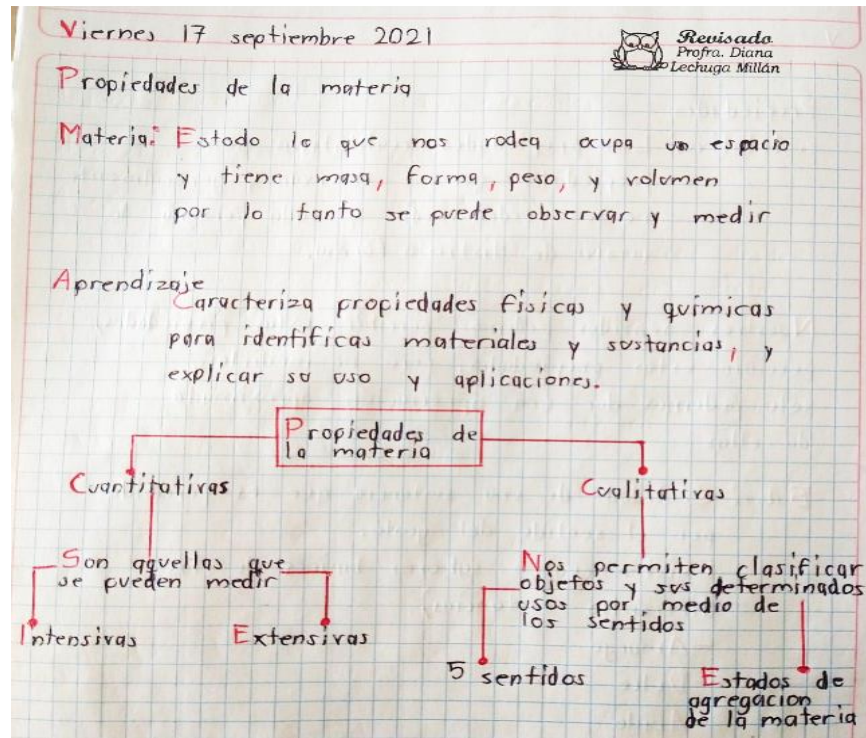 Viernes 17 septiembre 2021
Revisado
Profra. Diana
Lechuga Millán
Propiedades de la materia
Materia: Estodo lo que nos rodea ocupa un espacio
y tiene masa, forma, peso, y volumen
por lo tanto se puede observar y medir
Aprendizaje
Caracteriza propiedades físicas y químicas
para identificas materiales y sustancias, y
explicar su uso y aplicaciones.
Propiedades de
la materia
Cuantitativas
Cualitativas
Son aquellas que
se pueden medir
Nos permiten clasificar
objetos y sus determinados
usos por medio de
los sentidos
Intensivas
Extensivas
5 sentidos
Estados de
agregacion
de la materia